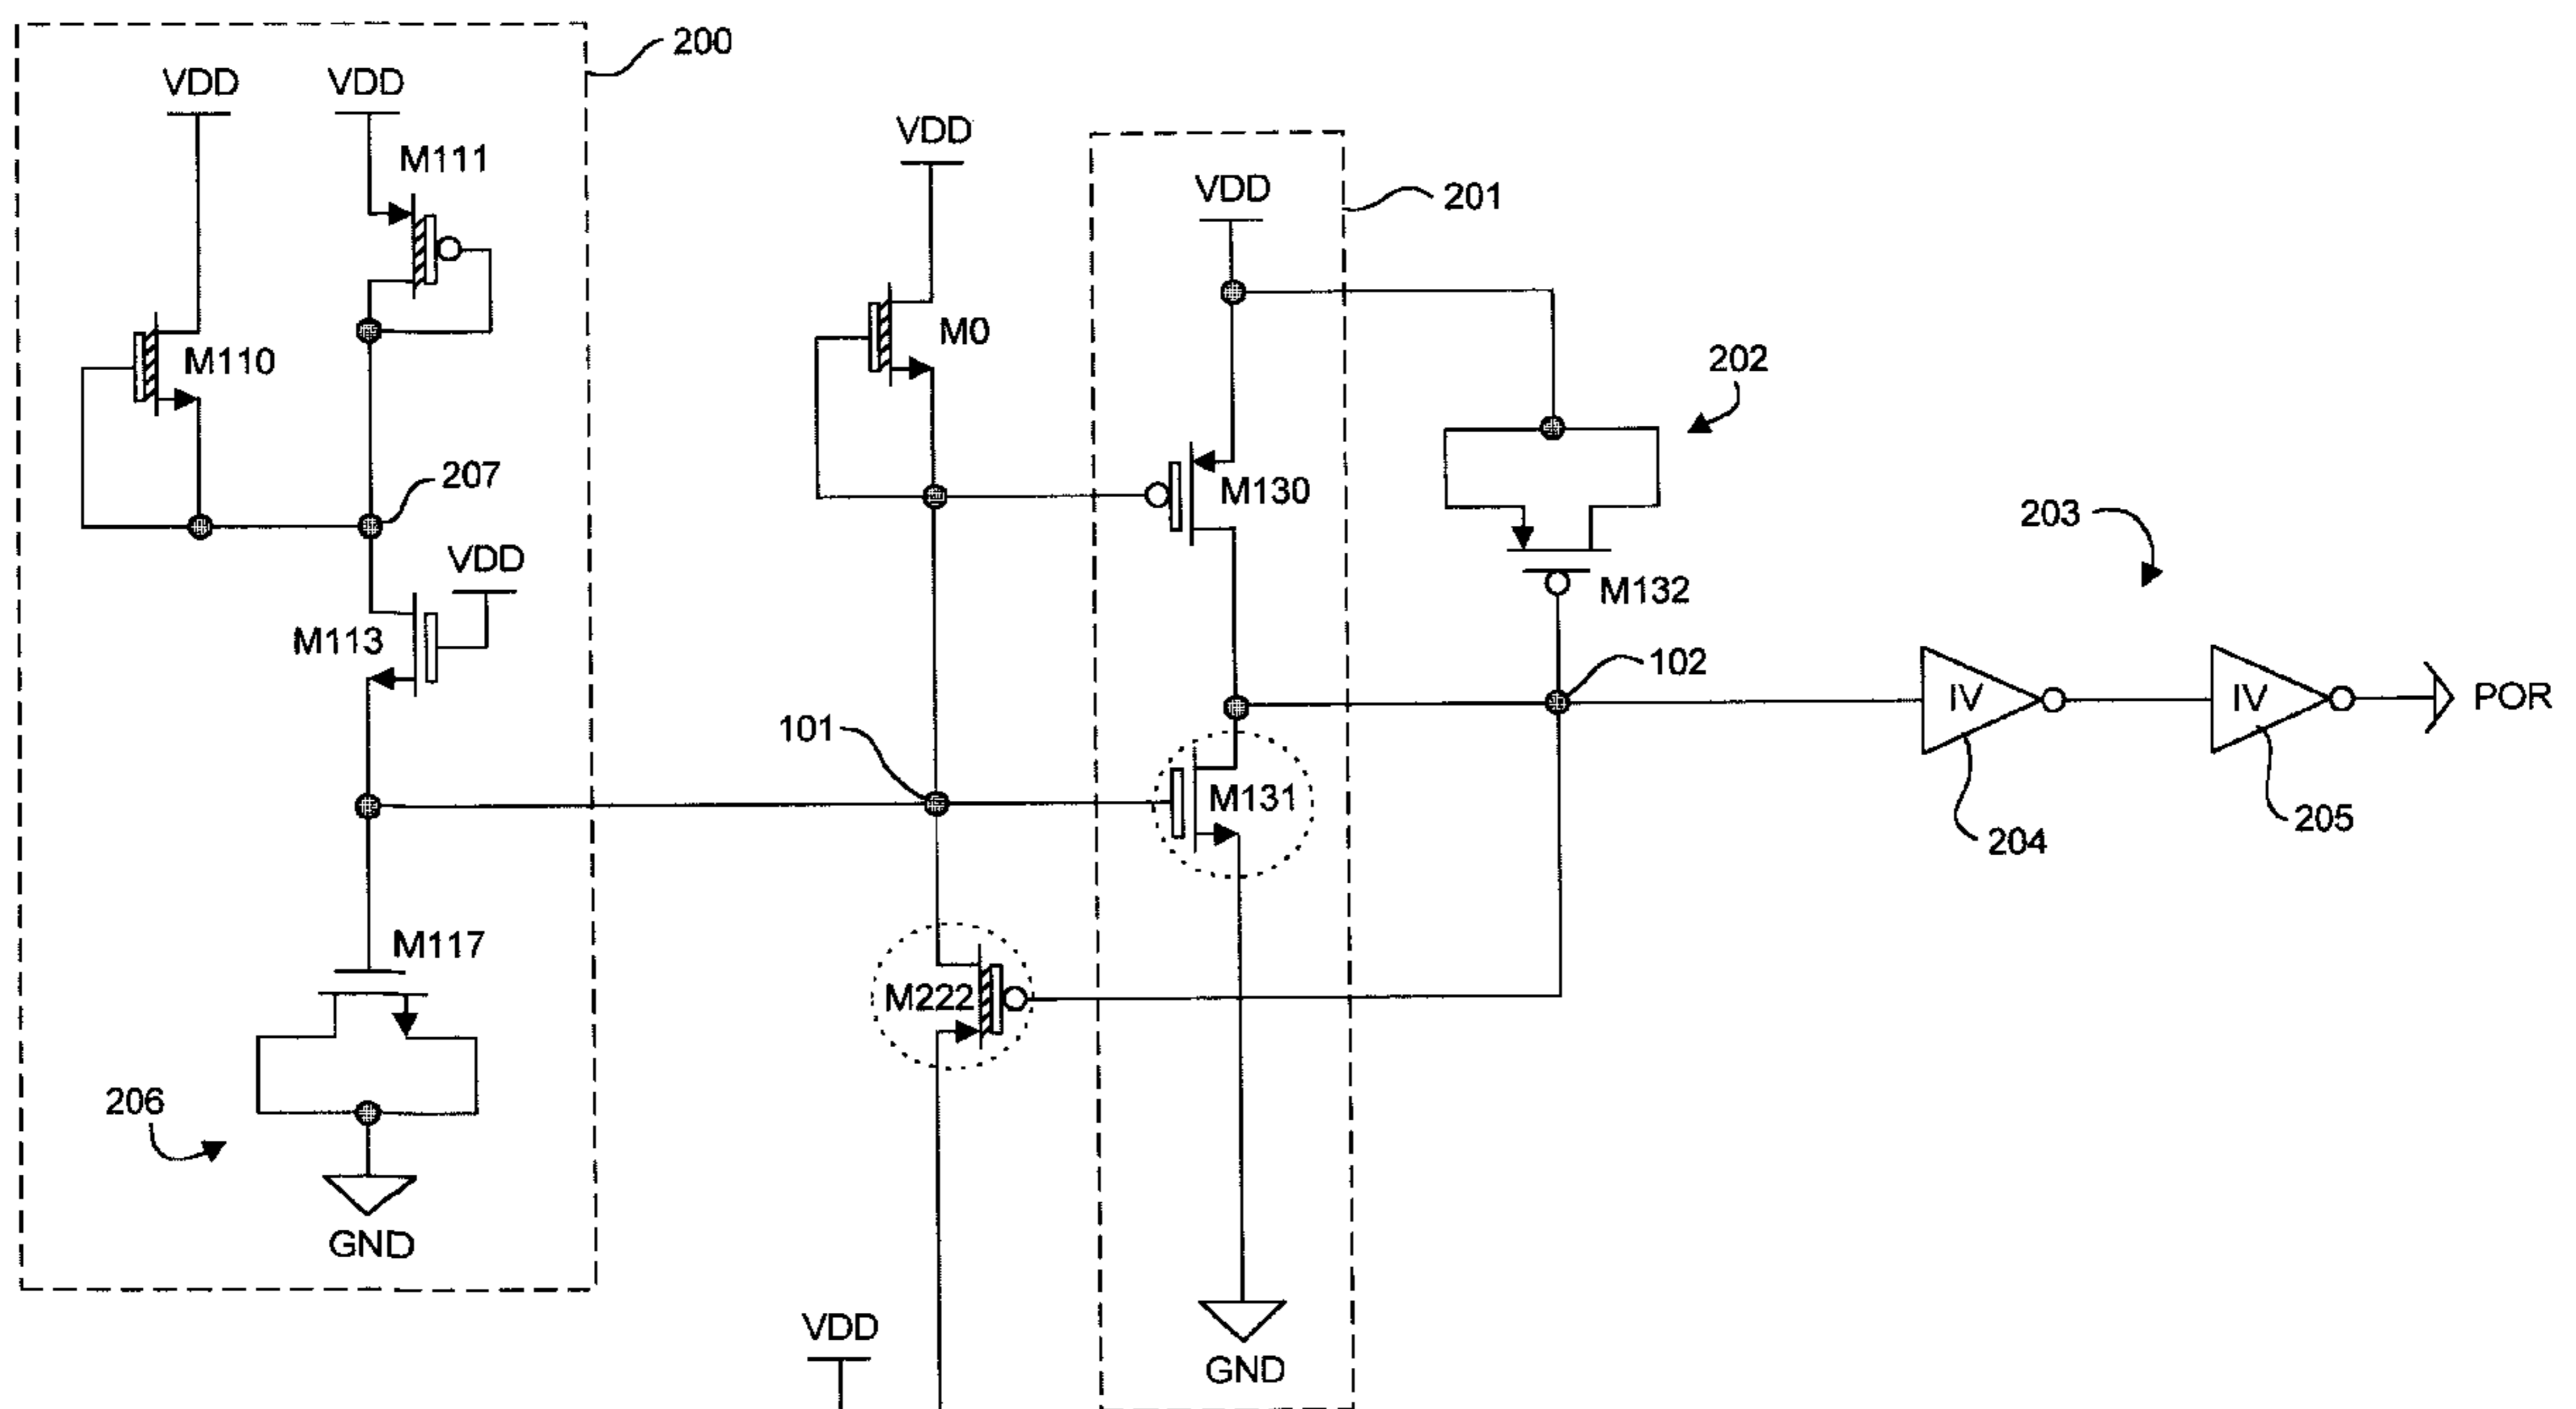 200
VDD
VDD
M111
VDD
VDD
201
M110
M0
202
M130
207
203
VDD
M132
M113
102
IV
IV
POR
101
M131
204
205
M117
M222
206
GND
VDD
GND